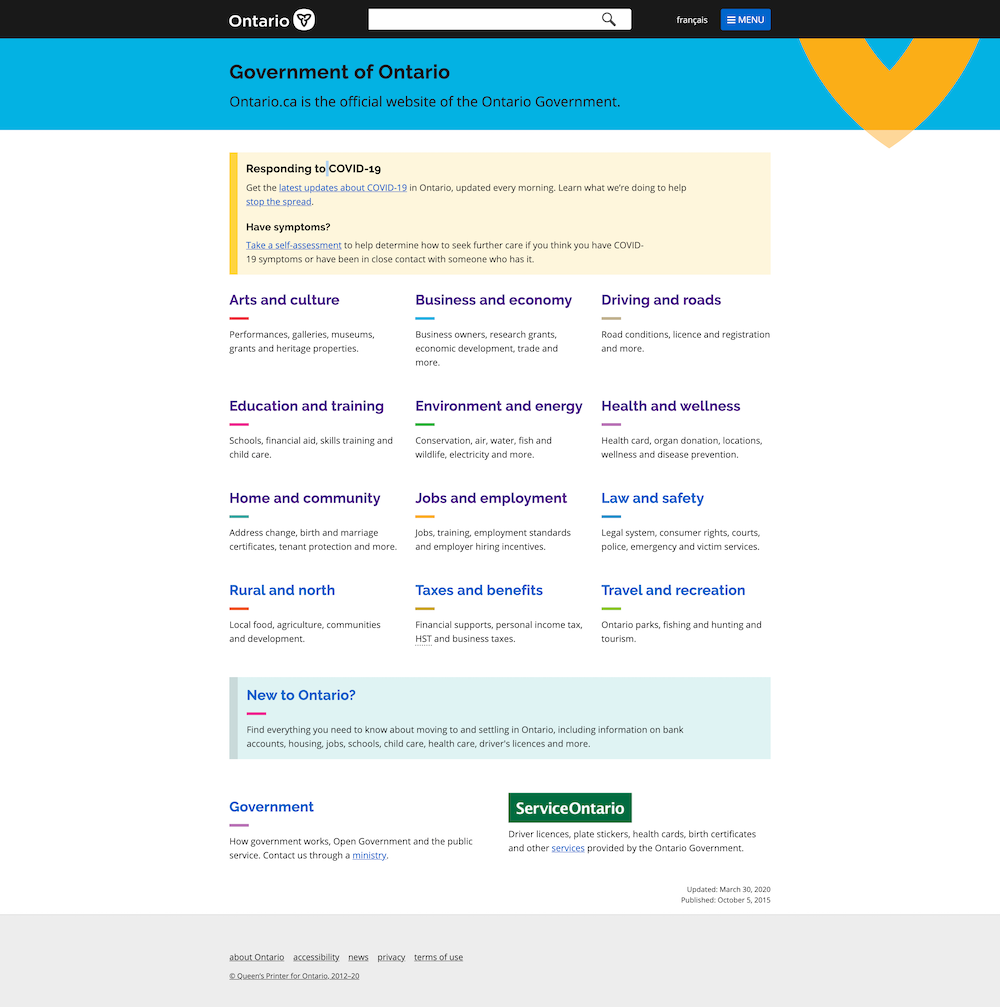 Ontario
français
MENU
Government of Ontario
Ontario.ca is the official website of the Ontario Government.
Responding to COVID-19
Get the latest updates about COVID-19 in Ontario, updated every morning. Learn what we're doing to help
stop the spread.
Have symptoms?
Take a self-assessment to help determine how to seek further care if you think you have COVID-
19 symptoms or have been in close contact with someone who has it.
Arts and culture
Performances, galleries, museums,
grants and heritage properties.
Business and economy
Business owners, research grants,
economic development, trade and
more.
Driving and roads
Road conditions, licence and registration
and more.
Education and training
Schools, financial aid, skills training and
child care.
Environment and energy
Conservation, air, water, fish and
wildlife, electricity and more.
Health and wellness
Health card, organ donation, locations,
wellness and disease prevention.
Home and community
Address change, birth and marriage
certificates, tenant protection and more.
Jobs and employment
Jobs, training, employment standards
and employer hiring incentives.
Law and safety
Legal system, consumer rights, courts,
police, emergency and victim services.
Rural and north
Local food, agriculture, communities
and development.
Taxes and benefits
Financial supports, personal income tax,
HST and business taxes.
Travel and recreation
Ontario parks, fishing and hunting and
tourism.
New to Ontario?
Find everything you need to know about moving to and settling in Ontario, including information on bank
accounts, housing, jobs, schools, child care, health care, driver's licences and more.
Government
How government works, Open Government and the public
service. Contact us through a ministry.
ServiceOntario
Driver licences, plate stickers, health cards, birth certificates
and other services provided by the Ontario Government.
Updated: March 30, 2020
Published: October 5, 2015
about Ontario accessibility news privacy terms of use
© Queen's Printer for Ontario, 2012–20